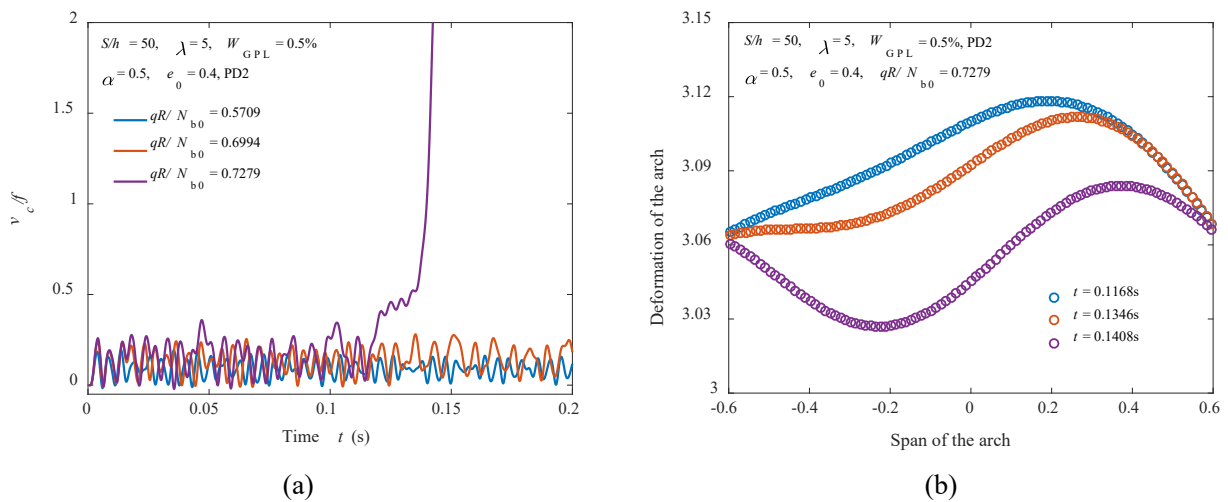 S/h = 50, λ = 5, W GPL = 0.5%
α = 0.5, e 0 = 0.4, PD2
qR/ N b0 = 0.5709
qR/ N b0 = 0.6994
qR/ N b0 = 0.7279
2
1.5
1
0.5
0
v c /f
0 0.05 0.1 0.15 0.2
Time t (s)
(a)
S/h = 50, λ = 5, W GPL = 0.5%, PD2
α = 0.5, e 0 = 0.4, qR/ N b0 = 0.7279
3.15
3.12
3.09
3.06
3.03
3
Deformation of the arch
t = 0.1168s
t = 0.1346s
t = 0.1408s
-0.6 -0.4 -0.2 0 0.2 0.4 0.6
Span of the arch
(b)